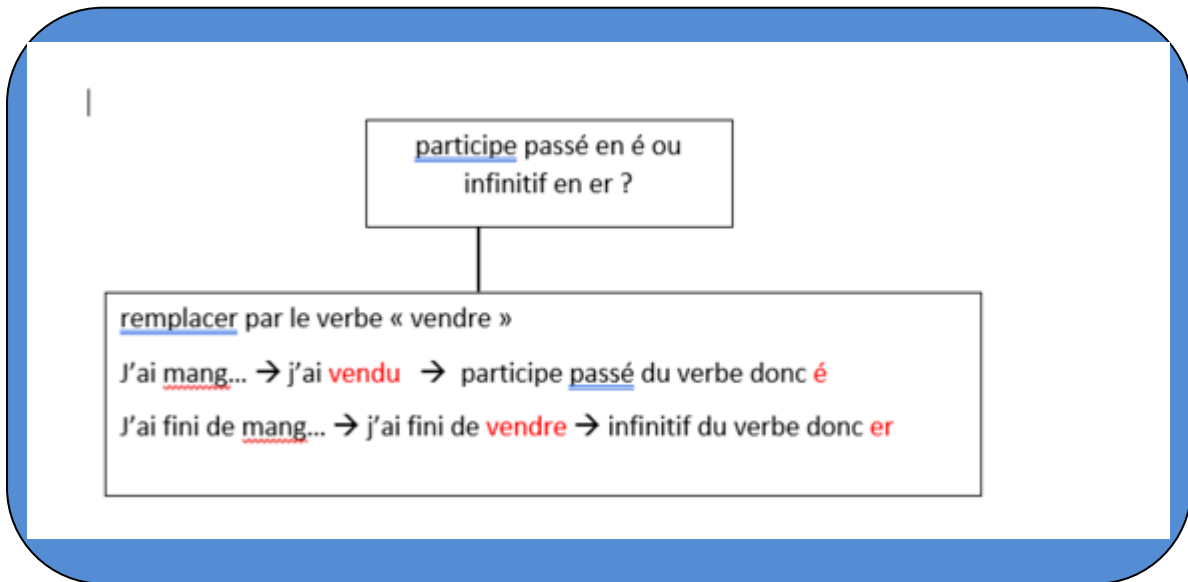 participe passé en é ou
infinitif en er ?
remplacer par le verbe « vendre »
J'ai mang... → j'ai vendu → participe passé du verbe donc é
J'ai fini de mang... → j'ai fini de vendre → infinitif du verbe donc er